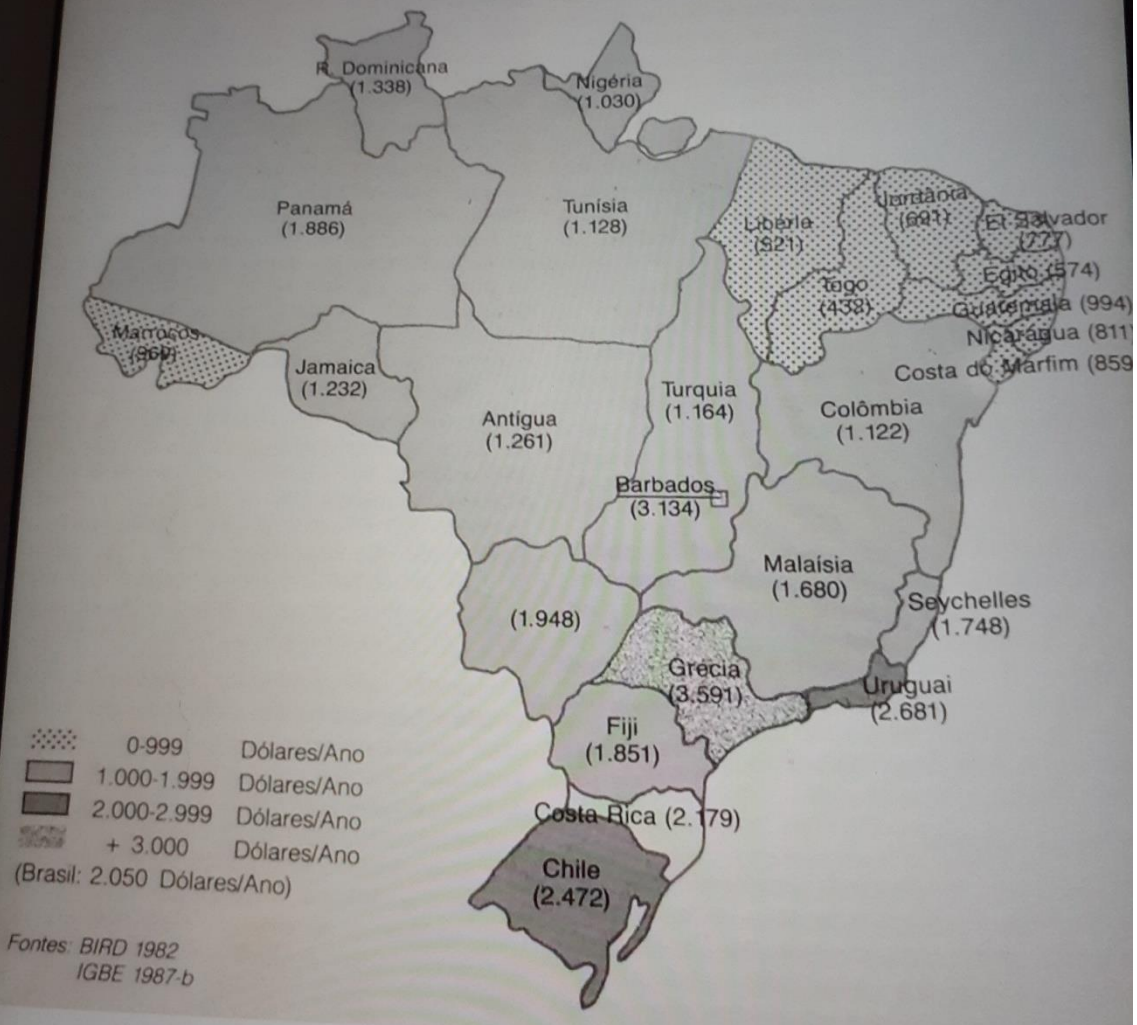 R. Dominicana
(1.338)
Nigéria
(1.030)
Panamá
(1.886)
Tunísia
(1.128)
Libéria
El Salvador
(777)
Egito (574)
Togo
(438)
Guatemala (994)
Nicarágua (811)
Costa do Marfim (859
Marrocos
Jamaica
(1.232)
Antígua
(1.261)
Turquia
(1.164)
Colômbia
(1.122)
Barbados
(3.134)
Malaísia
(1.680)
(1.948)
Seychelles
(1.748)
Grécia
(3.591)
Uruguai
(2.681)
Fiji
(1.851)
Costa Rica (2.179)
Chile
(2.472)
0-999 Dólares/Ano
1.000-1.999 Dólares/Ano
2.000-2.999 Dólares/Ano
+ 3.000 Dólares/Ano
(Brasil: 2.050 Dólares/Ano)
Fontes: BIRD 1982
IGBE 1987-b